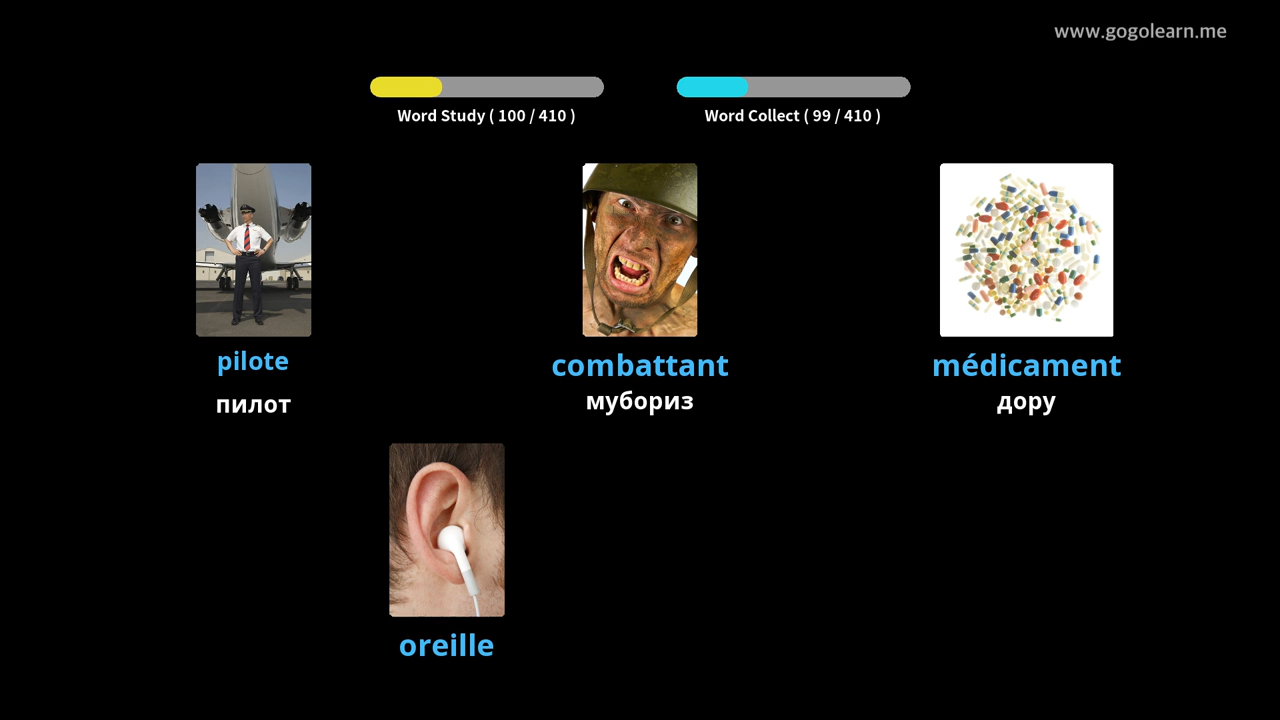 www.gogolearn.me
Word Study ( 100 / 410 )
Word Collect ( 99 / 410 )
pilote
пилот
combattant
мубориз
médicament
дору
oreille